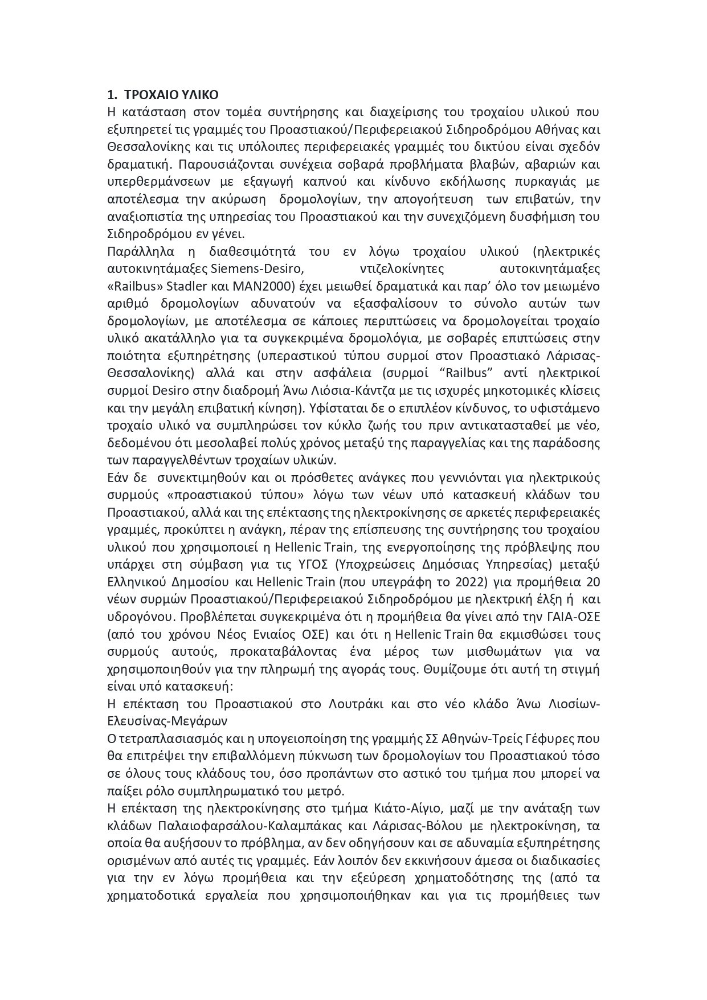 1. ΤΡΟΧΑΙΟ ΥΛΙΚΟ
Η κατάσταση στον τομέα συντήρησης και διαχείρισης του τροχαίου υλικού που
εξυπηρετεί τις γραμμές του Προαστιακού/Περιφερειακού Σιδηροδρόμου Αθήνας και
Θεσσαλονίκης και τις υπόλοιπες περιφερειακές γραμμές του δικτύου είναι σχεδόν
δραματική. Παρουσιάζονται συνέχεια σοβαρά προβλήματα βλαβών, αβαριών και
υπερθερμάνσεων με εξαγωγή καπνού και κίνδυνο εκδήλωσης πυρκαγιάς με
αποτέλεσμα την ακύρωση δρομολογίων, την απογοήτευση των επιβατών, την
αναξιοπιστία της υπηρεσίας του Προαστιακού και την συνεχιζόμενη δυσφήμιση του
Σιδηροδρόμου εν γένει.
Παράλληλα η διαθεσιμότητά του εν λόγω τροχαίου υλικού (ηλεκτρικές
αυτοκινητάμαξες Siemens-Desiro, ντιζελοκίνητες αυτοκινητάμαξες
«Railbus» Stadler και MAN2000) έχει μειωθεί δραματικά και παρ’ όλο τον μειωμένο
αριθμό δρομολογίων αδυνατούν να εξασφαλίσουν το σύνολο αυτών των
δρομολογίων, με αποτέλεσμα σε κάποιες περιπτώσεις να δρομολογείται τροχαίο
υλικό ακατάλληλο για τα συγκεκριμένα δρομολόγια, με σοβαρές επιπτώσεις στην
ποιότητα εξυπηρέτησης (υπεραστικού τύπου συρμοί στον Προαστιακό Λάρισας-
Θεσσαλονίκης) αλλά και στην ασφάλεια (συρμοί “Railbus” αντί ηλεκτρικοί
συρμοί Desiro στην διαδρομή Άνω Λιόσια-Κάντζα με τις ισχυρές μηκοτομικές κλίσεις
και την μεγάλη επιβατική κίνηση). Υφίσταται δε ο επιπλέον κίνδυνος, το υφιστάμενο
τροχαίο υλικό να συμπληρώσει τον κύκλο ζωής του πριν αντικατασταθεί με νέο,
δεδομένου ότι μεσολαβεί πολύς χρόνος μεταξύ της παραγγελίας και της παράδοσης
των παραγγελθέντων τροχαίων υλικών.
Εάν δε συνεκτιμηθούν και οι πρόσθετες ανάγκες που γεννιόνται για ηλεκτρικούς
συρμούς «προαστιακού τύπου» λόγω των νέων υπό κατασκευή κλάδων του
Προαστιακού, αλλά και της επέκτασης της ηλεκτροκίνησης σε αρκετές περιφερειακές
γραμμές, προκύπτει η ανάγκη, πέραν της επίσπευσης της συντήρησης του τροχαίου
υλικού που χρησιμοποιεί η Hellenic Train, της ενεργοποίησης της πρόβλεψης που
υπάρχει στη σύμβαση για τις ΥΓΟΣ (Υποχρεώσεις Δημόσιας Υπηρεσίας) μεταξύ
Ελληνικού Δημοσίου και Hellenic Train (που υπεγράφη το 2022) για προμήθεια 20
νέων συρμών Προαστιακού/Περιφερειακού Σιδηροδρόμου με ηλεκτρική έλξη ή και
υδρογόνου. Προβλέπεται συγκεκριμένα ότι η προμήθεια θα γίνει από την ΓΑΙΑ-ΟΣΕ
(από του χρόνου Νέος Ενιαίος ΟΣΕ) και ότι η Hellenic Train θα εκμισθώσει τους
συρμούς αυτούς, προκαταβάλοντας ένα μέρος των μισθωμάτων για να
χρησιμοποιηθούν για την πληρωμή της αγοράς τους. Θυμίζουμε ότι αυτή τη στιγμή
είναι υπό κατασκευή:
Η επέκταση του Προαστιακού στο Λουτράκι και στο νέο κλάδο Άνω Λιοσίων-
Ελευσίνας-Μεγάρων
Ο τετραπλασιασμός και η υπογειοποίηση της γραμμής ΣΣ Αθηνών-Τρείς Γέφυρες που
θα επιτρέψει την επιβαλλόμενη πύκνωση των δρομολογίων του Προαστιακού τόσο
σε όλους τους κλάδους του, όσο προπάντων στο αστικό του τμήμα που μπορεί να
παίξει ρόλο συμπληρωματικό του μετρό.
Η επέκταση της ηλεκτροκίνησης στο τμήμα Κιάτο-Αίγιο, μαζί με την ανάταξη των
κλάδων Παλαιοφαρσάλου-Καλαμπάκας και Λάρισας-Βόλου με ηλεκτροκίνηση, τα
οποία θα αυξήσουν το πρόβλημα, αν δεν οδηγήσουν και σε αδυναμία εξυπηρέτησης
ορισμένων από αυτές τις γραμμές. Εάν λοιπόν δεν εκκινήσουν άμεσα οι διαδικασίες
για την εν λόγω προμήθεια και την εξεύρεση χρηματοδότησης της (από τα
χρηματοδοτικά εργαλεία που χρησιμοποιήθηκαν και για τις προμήθειες των